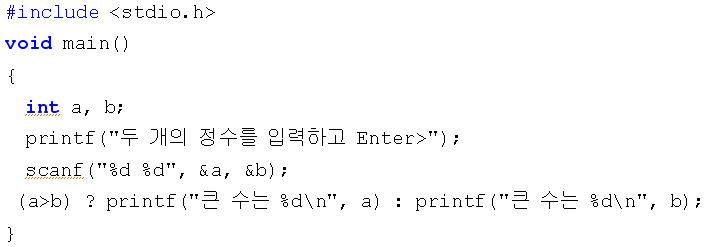 #include <stdio.h>
void main()
{
int a, b;
printf("두 개의 정수를 입력하고 Enter>");
scanf("%d %d", &a, &b);
(a>b) ? printf("큰 수는 %d\n", a) : printf("큰 수는 %d\n", b);
}